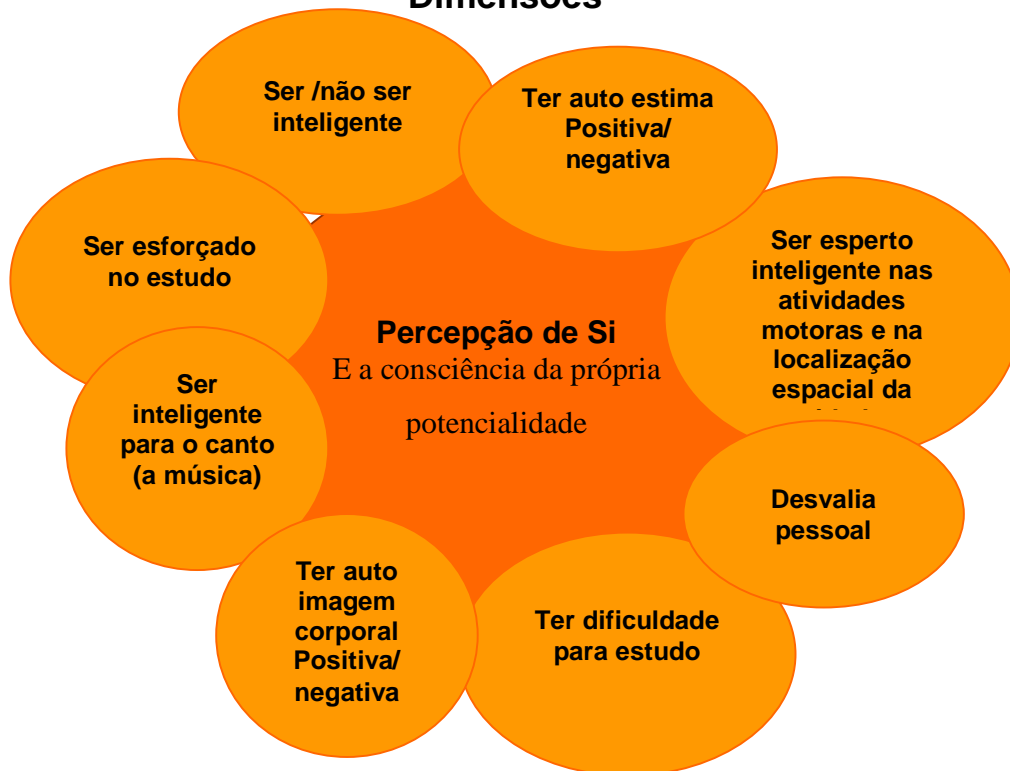 Dimensões
Ser /não ser
inteligente
Ter auto estima
Positiva/
negativa
Ser esforçado
no estudo
Ser esperto
inteligente nas
atividades
motoras e na
localização
espacial da
Percepção de Si
E a consciência da própria
potencialidade
Ser
inteligente
para o canto
(a música)
Desvalia
pessoal
Ter auto
imagem
corporal
Positiva/
negativa
Ter dificuldade
para estudo